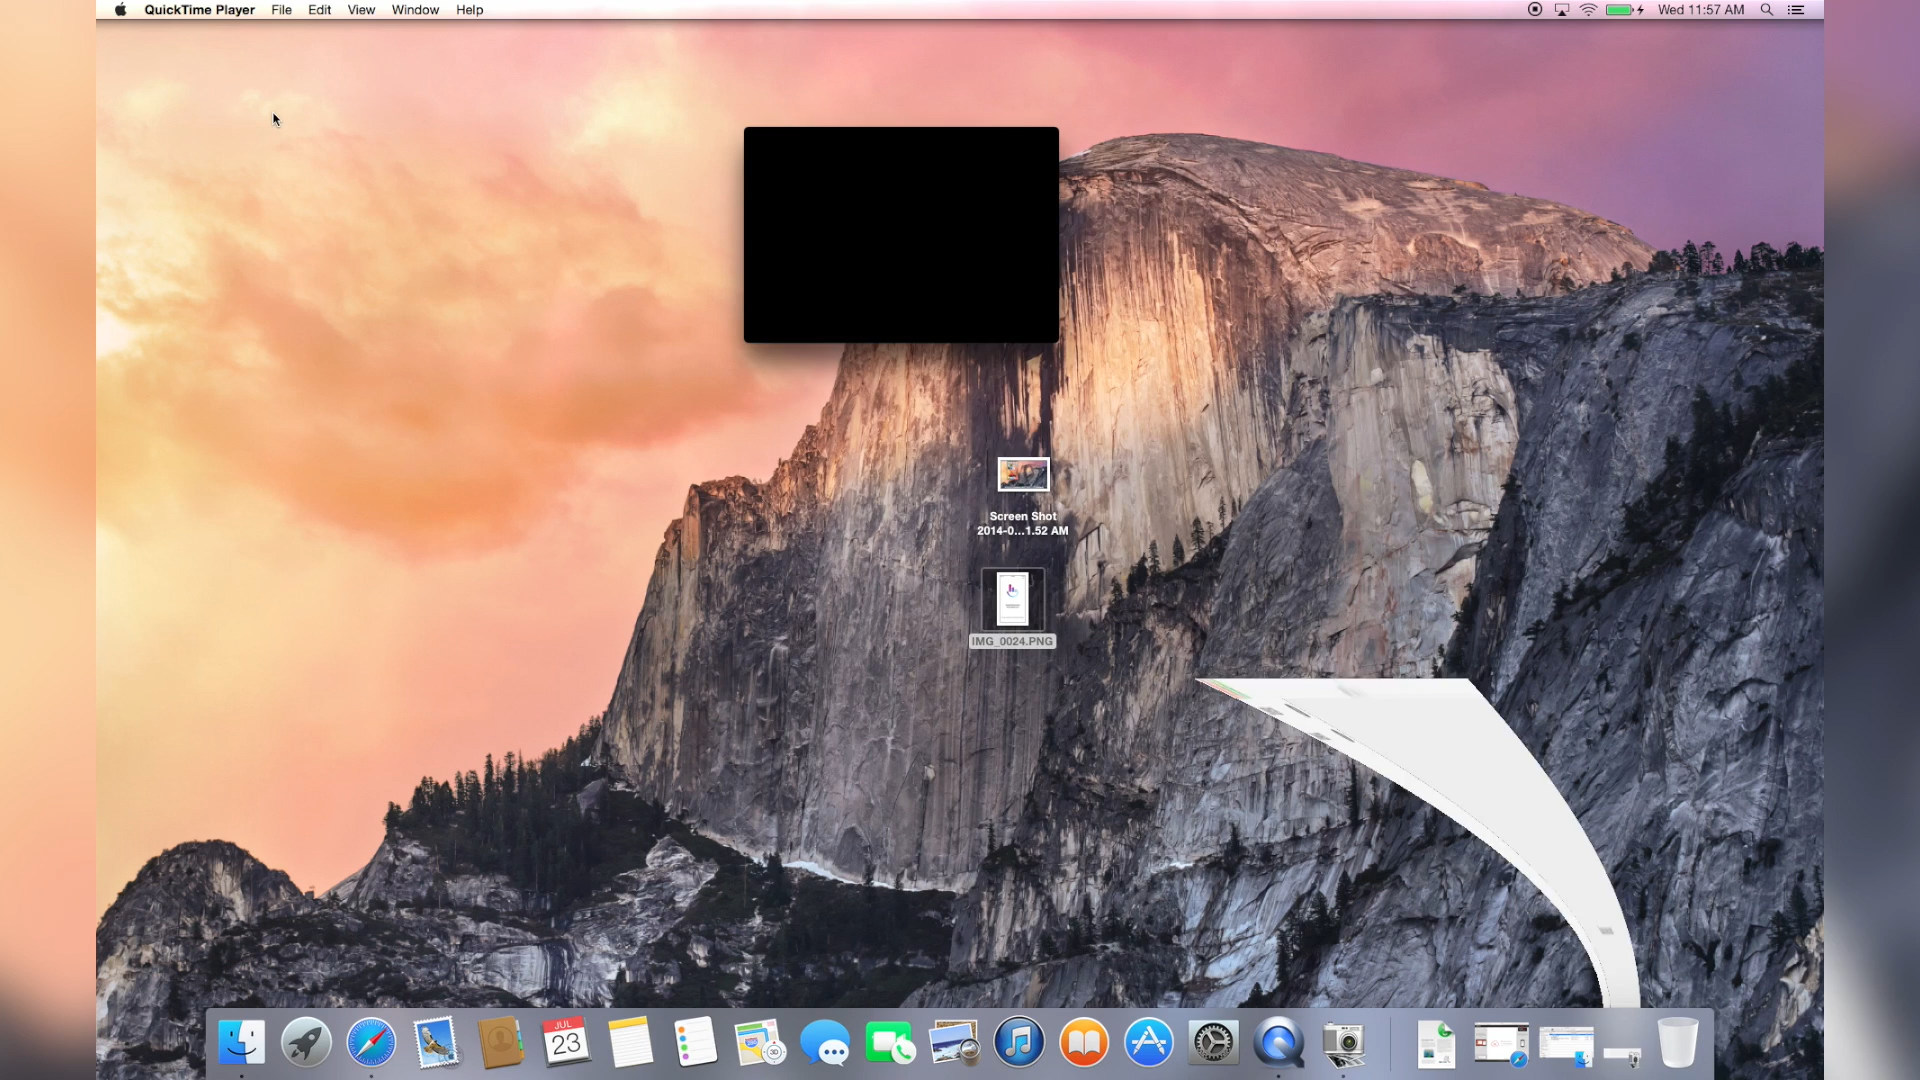 QuickTime Player File Edit View Window Help Wed 11:57 AM
Screen Shot
2014-0...1.52 AM
IMG_0024.PNG
JUL
23